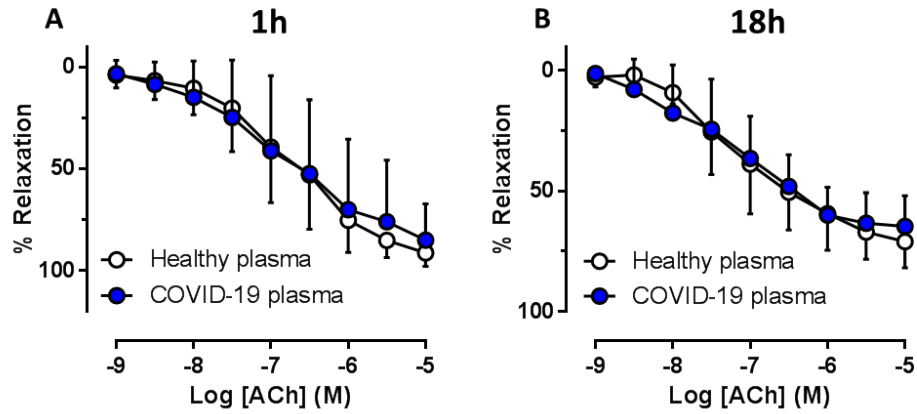 A
1h
% Relaxation
0
50
100
Healthy plasma
COVID-19 plasma
-9 -8 -7 -6 -5
Log [ACh] (M)
B
18h
% Relaxation
0
50
100
Healthy plasma
COVID-19 plasma
-9 -8 -7 -6 -5
Log [ACh] (M)